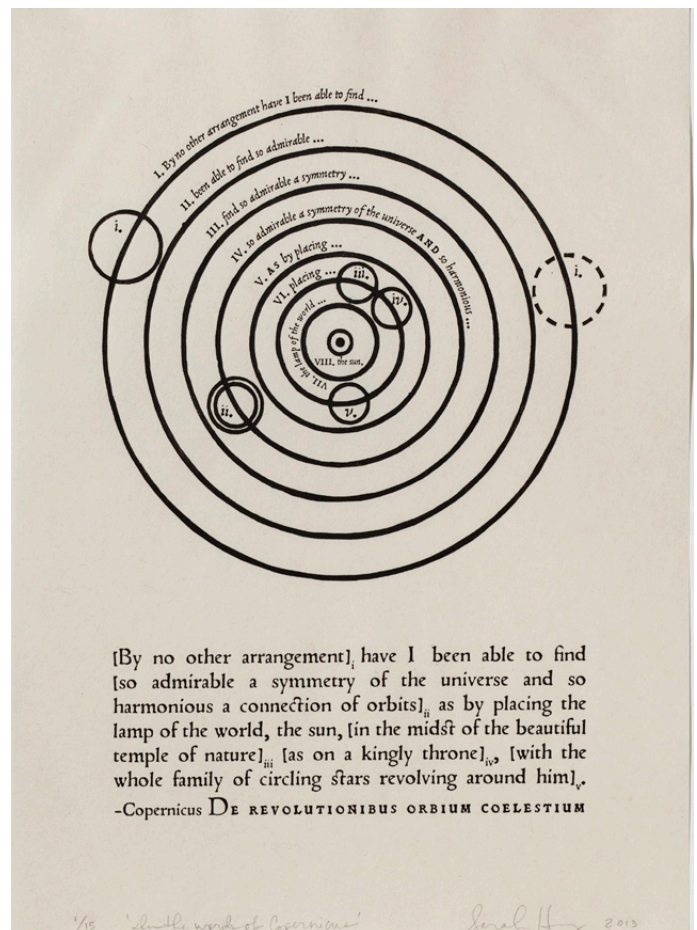 I. By no other arrangement have I been able to find ...
II. been able to find so admirable ...
III. find so admirable a symmetry ...
IV. so admirable a symmetry of the universe AND so harmonious ...
V. AS by placing ...
VI. placing ...
VII. the lamp of the world ...
VIII. the sun,
i.
i.
ii.
iii.
iv.
v.
[By no other arrangement]i have I been able to find
[so admirable a symmetry of the universe and so
harmonious a connection of orbits]ii as by placing the
lamp of the world, the sun, [in the midst of the beautiful
temple of nature]iii [as on a kingly throne]iv, [with the
whole family of circling stars revolving around him]v.
-Copernicus DE REVOLUTIONIBUS ORBIUM COELESTIUM
1/15 words of Copernicus' Sarah 2013